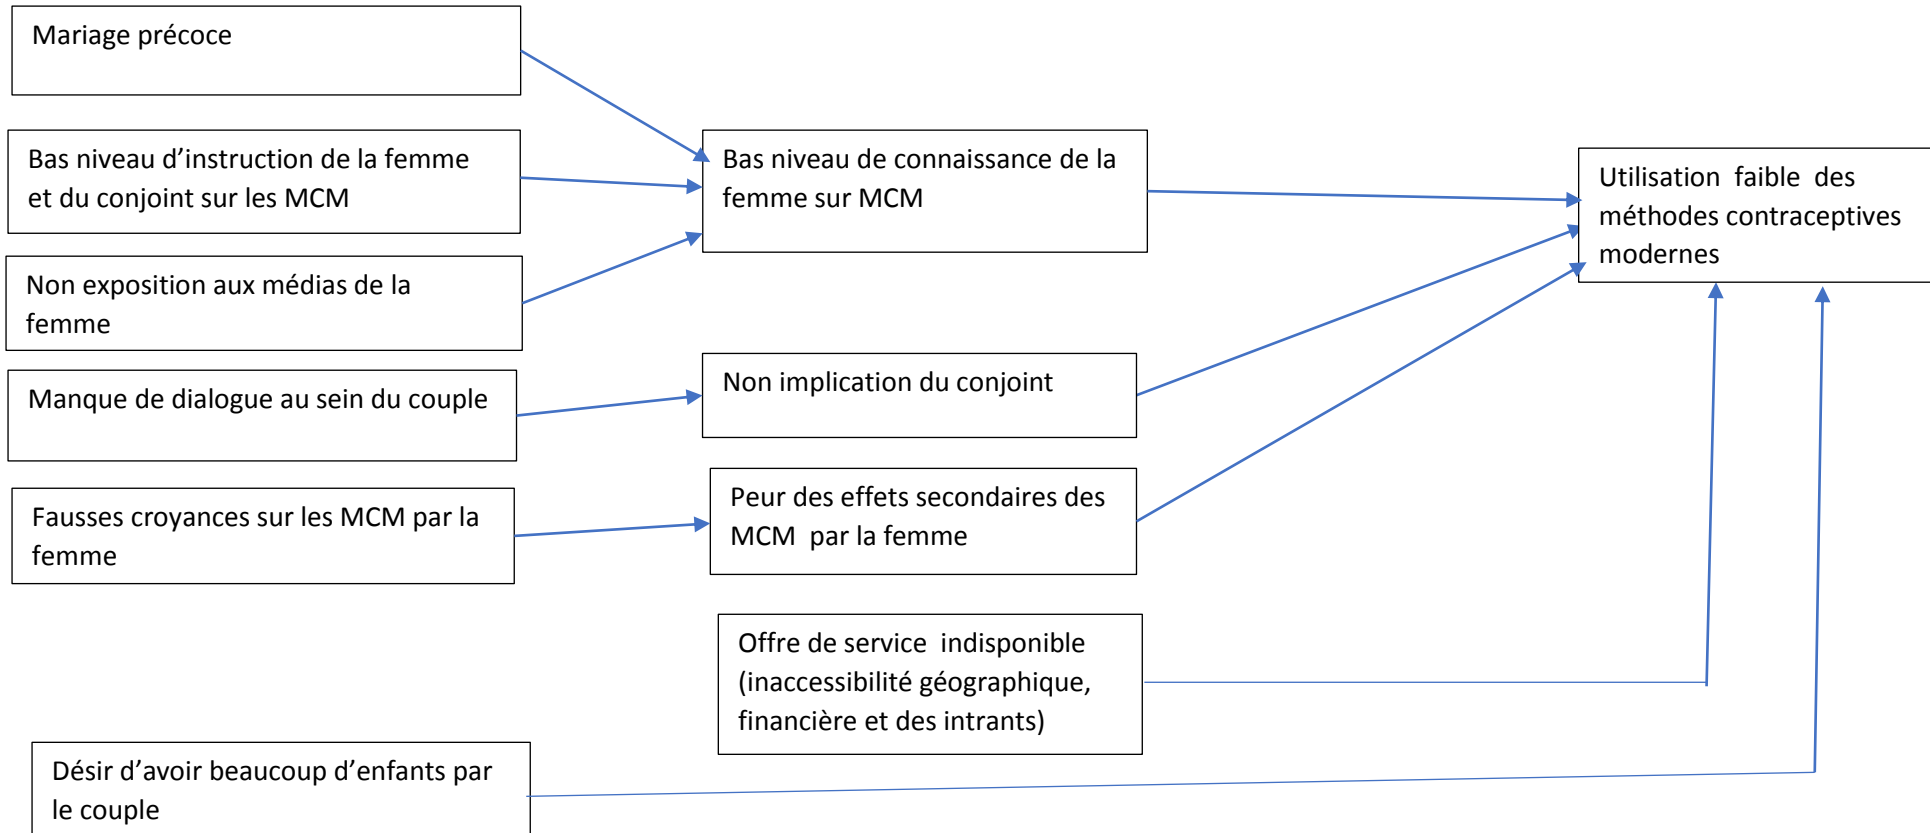 Mariage précoce
Bas niveau d’instruction de la femme
et du conjoint sur les MCM
Non exposition aux médias de la
femme
Manque de dialogue au sein du couple
Fausses croyances sur les MCM par la
femme
Désir d’avoir beaucoup d’enfants par
le couple
Bas niveau de connaissance de la
femme sur MCM
Non implication du conjoint
Peur des effets secondaires des
MCM par la femme
Offre de service indisponible
(inaccessibilité géographique,
financière et des intrants)
Utilisation faible des
méthodes contraceptives
modernes